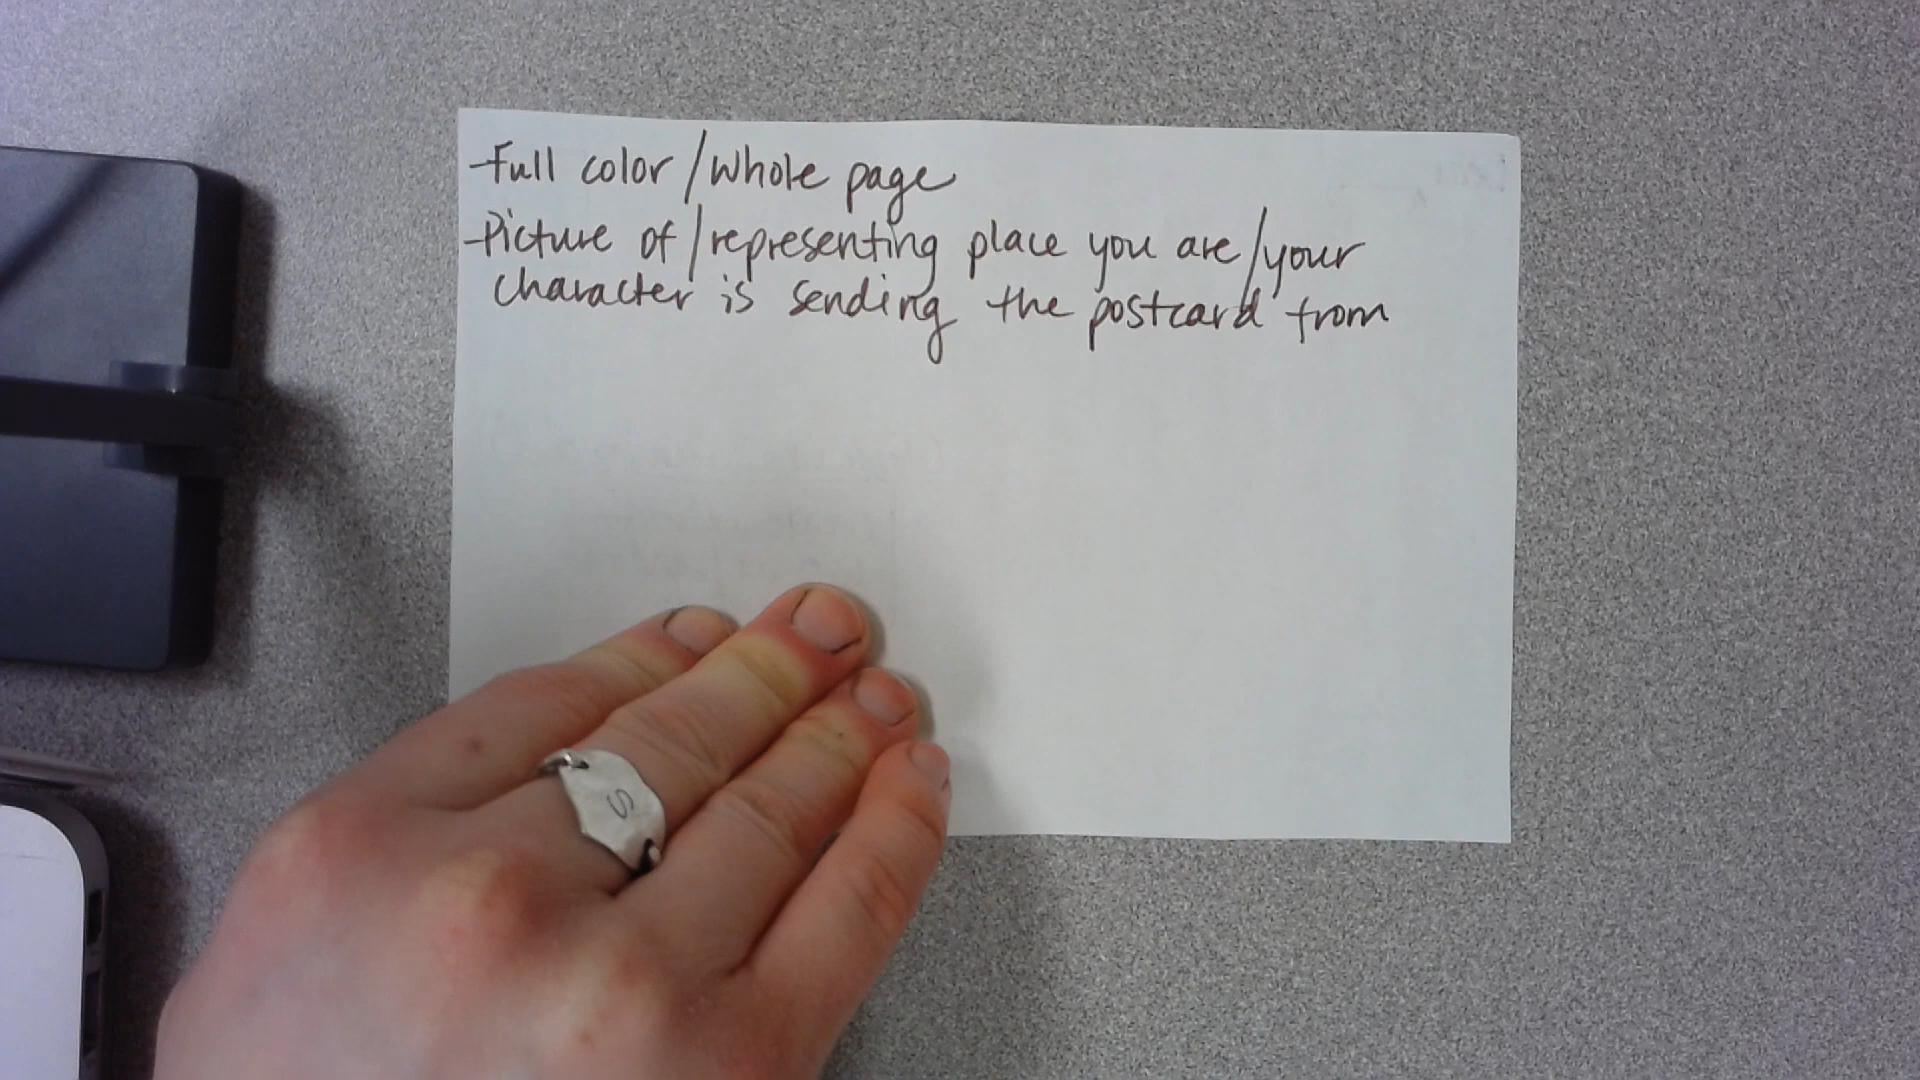 -Full color/whole page
-Picture of/representing place you are/your
character is sending the postcard from
S